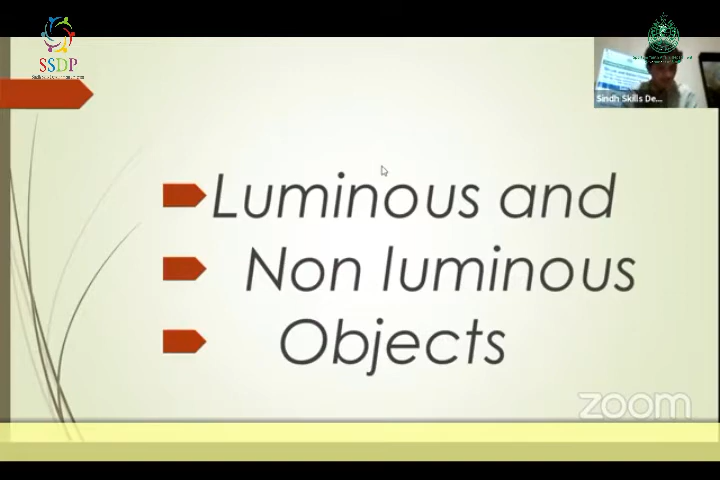 SSDP
Sindh Skills De...
Luminous and
Non luminous
Objects
zoom